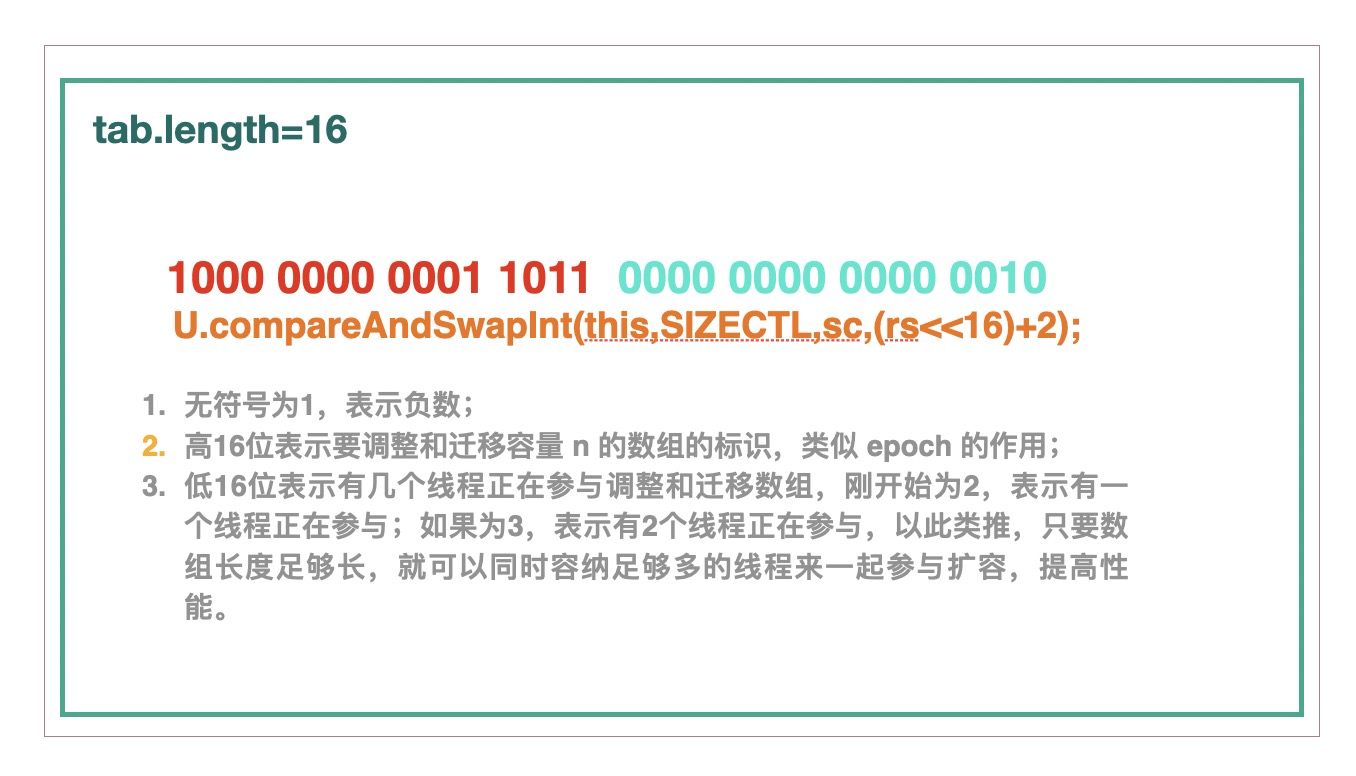 tab.length=16
1000 0000 0001 1011 0000 0000 0000 0010
U.compareAndSwapInt(this,SIZECTL,sc,(rs<<16)+2);
1. 无符号为1，表示负数；
2. 高16位表示要调整和迁移容量 n 的数组的标识，类似 epoch 的作用；
3. 低16位表示有几个线程正在参与调整和迁移数组，刚开始为2，表示有一
个线程正在参与；如果为3，表示有2个线程正在参与，以此类推，只要数
组长度足够长，就可以同时容纳足够多的线程来一起参与扩容，提高性
能。